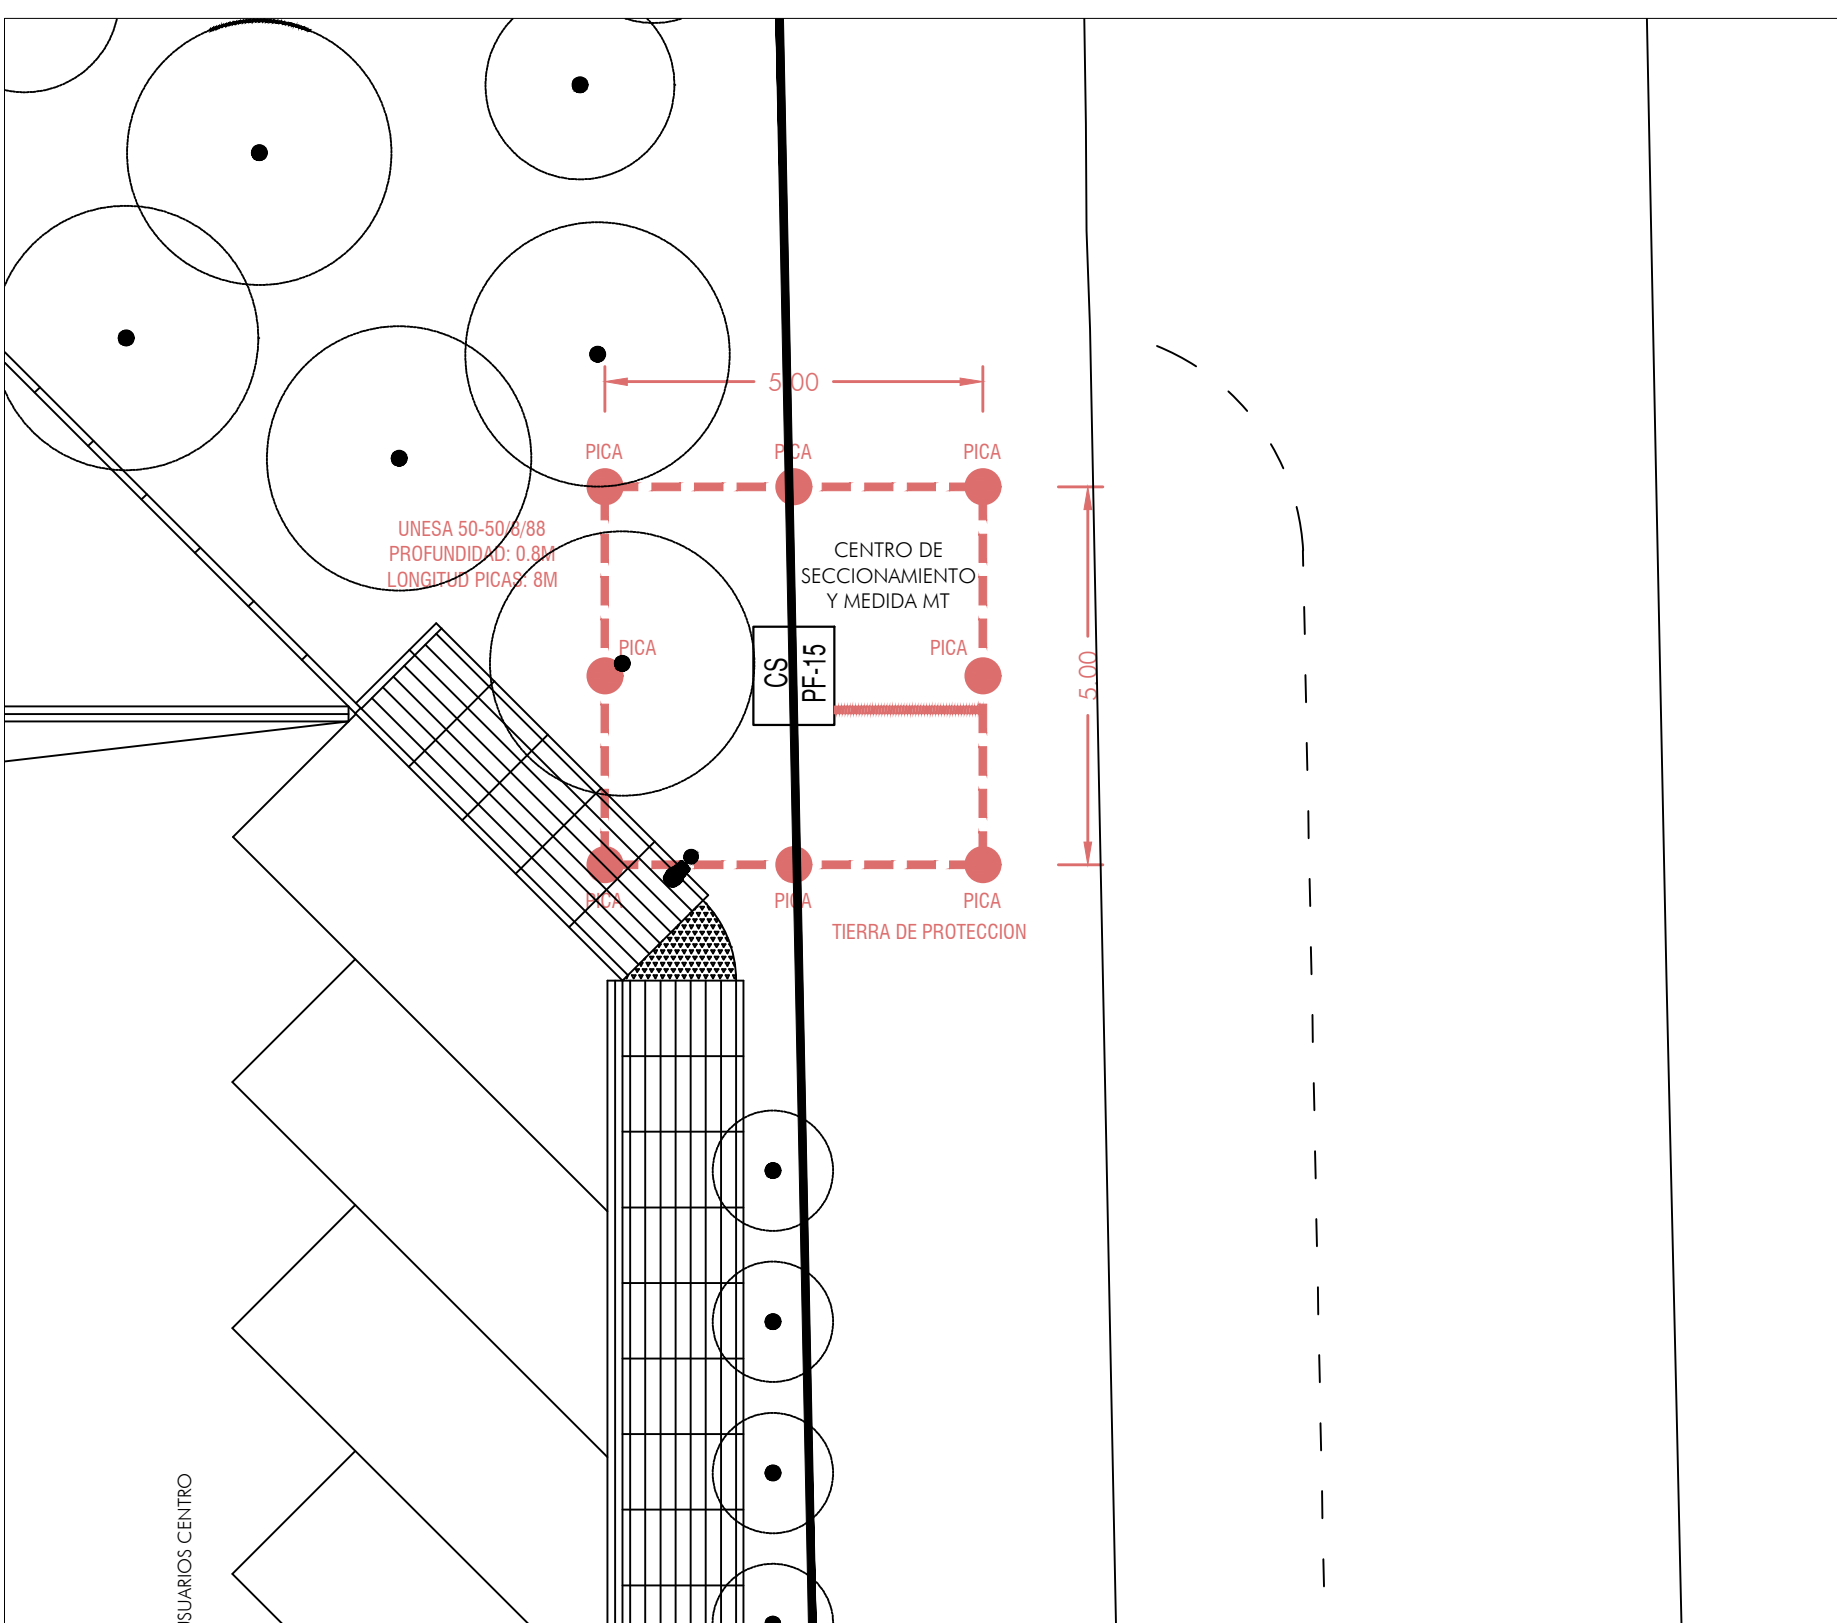 5.00
PICA
PICA
PICA
UNESA 50-50/8/88
PROFUNDIDAD: 0.8M
LONGITUD PICAS: 8M
CENTRO DE
SECCIONAMIENTO
Y MEDIDA MT
PICA
PICA
CS
PF-15
5.00
PICA
PICA
PICA
TIERRA DE PROTECCION
USUARIOS CENTRO